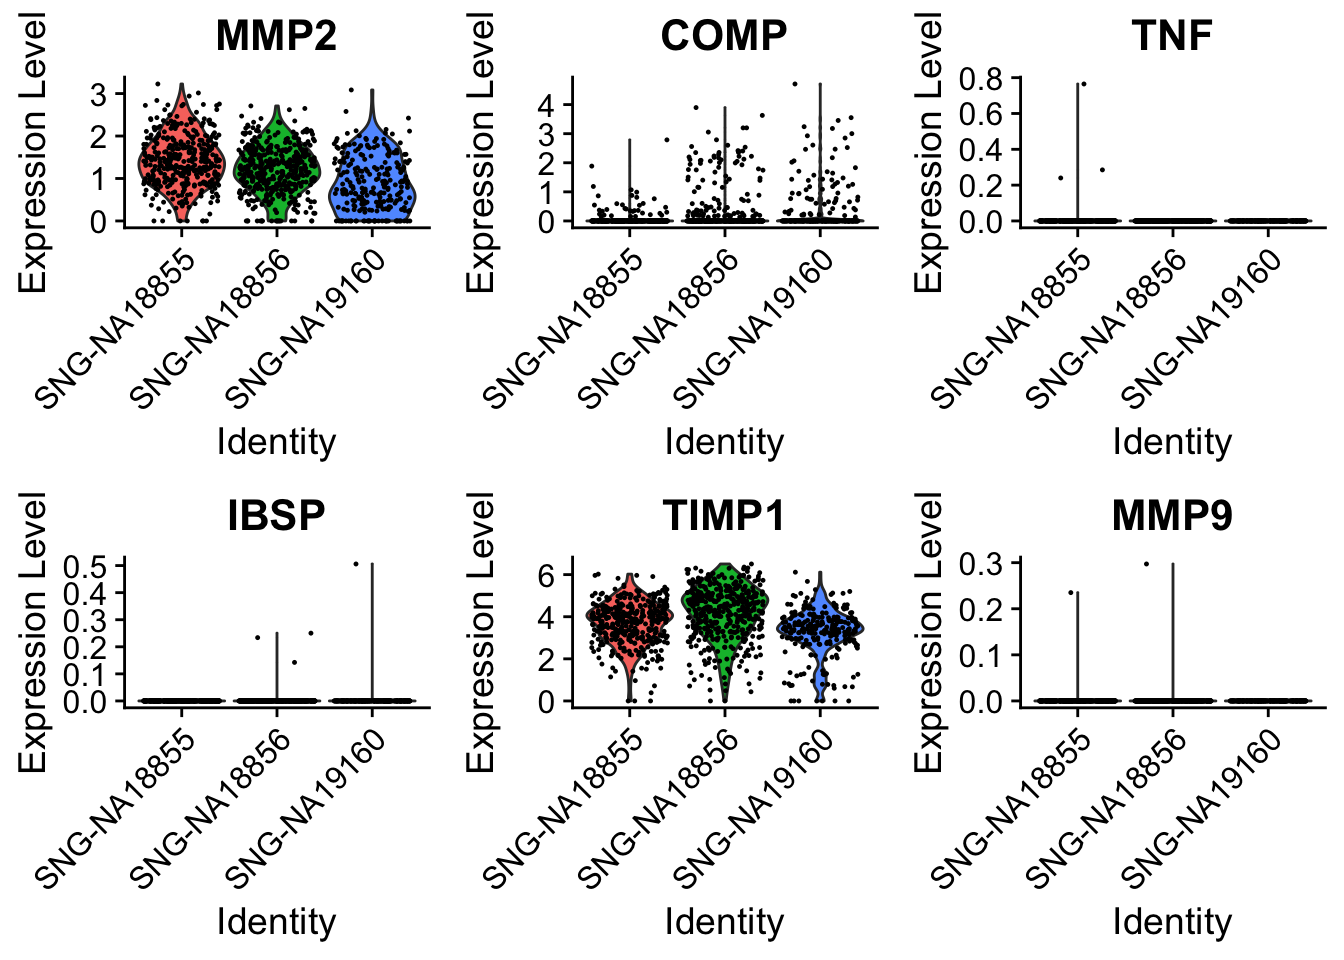 MMP2
Expression Level
3
2
1
0
SNG-NA18855
SNG-NA18856
SNG-NA19160
Identity
COMP
Expression Level
4
3
2
1
0
SNG-NA18855
SNG-NA18856
SNG-NA19160
Identity
TNF
Expression Level
0.8
0.6
0.4
0.2
0.0
SNG-NA18855
SNG-NA18856
SNG-NA19160
Identity
IBSP
Expression Level
0.5
0.4
0.3
0.2
0.1
0.0
SNG-NA18855
SNG-NA18856
SNG-NA19160
Identity
TIMP1
Expression Level
6
4
2
0
SNG-NA18855
SNG-NA18856
SNG-NA19160
Identity
MMP9
Expression Level
0.3
0.2
0.1
0.0
SNG-NA18855
SNG-NA18856
SNG-NA19160
Identity